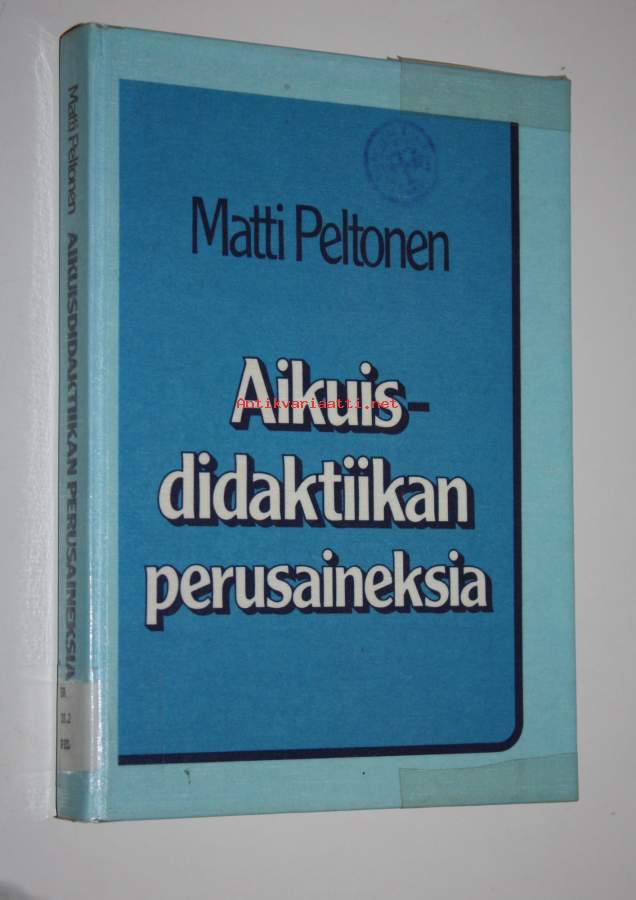 Matti Peltonen
Aikuis-
didaktiikan
perusaineksia
Antikvariaatti.net
Matti Peltonen AIKUISDIDAKTIIKAN PERUSAINEKSIA